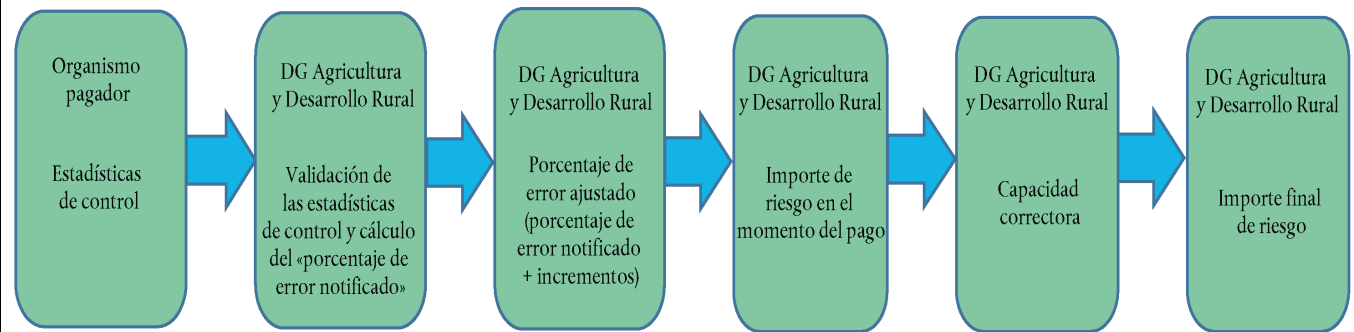 Organismo
pagador
Estadísticas
de control
DG Agricultura
y Desarrollo Rural
Validación de
las estadísticas
de control y cálculo
del «porcentaje de
error notificado»
DG Agricultura
y Desarrollo Rural
Porcentaje de
error ajustado
(porcentaje de
error notificado
+ incrementos)
DG Agricultura
y Desarrollo Rural
Importe de
riesgo en el
momento del pago
DG Agricultura
y Desarrollo Rural
Capacidad
correctora
DG Agricultura
y Desarrollo Rural
Importe final
de riesgo